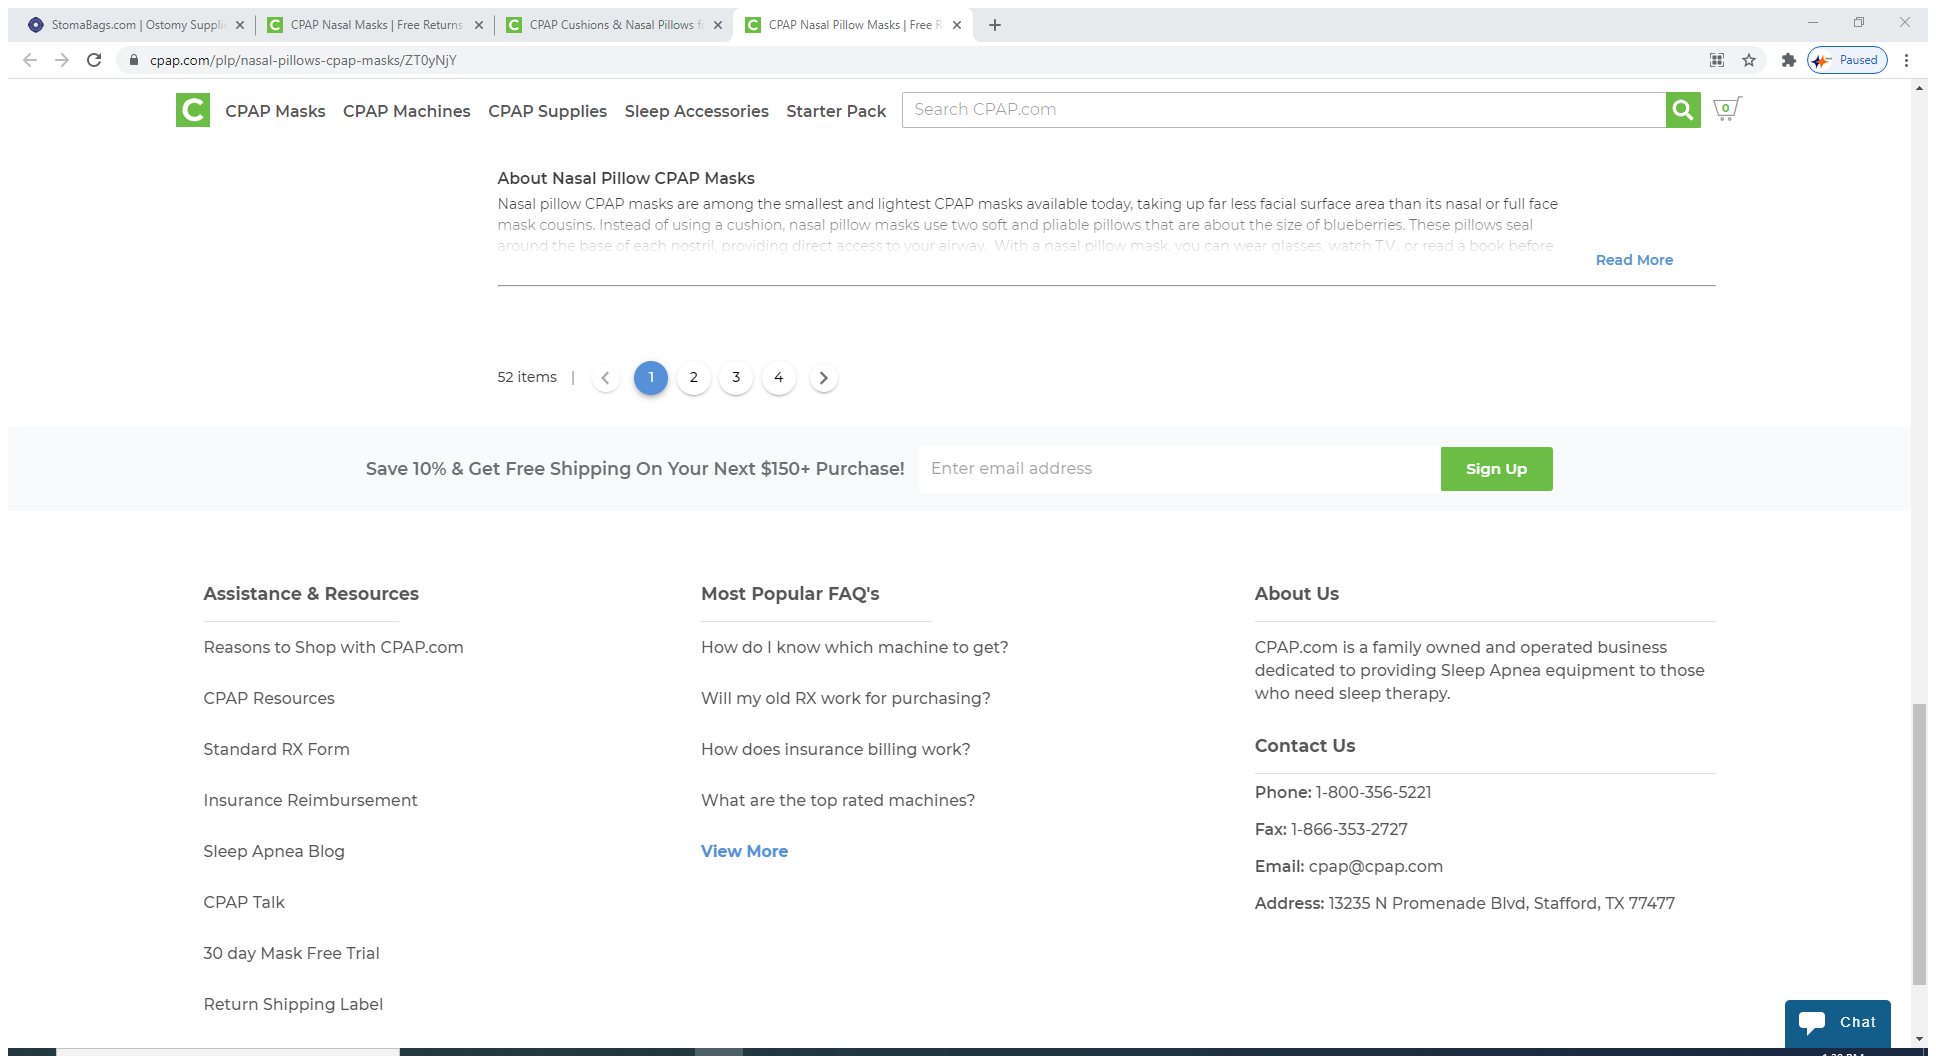 StomaBags.com | Ostomy Supplie
CPAP Nasal Masks | Free Returns
CPAP Cushions & Nasal Pillows fo
CPAP Nasal Pillow Masks | Free R
cpap.com/plp/nasal-pillows-cpap-masks/ZT0yNjY
Paused
C
CPAP Masks
CPAP Machines
CPAP Supplies
Sleep Accessories
Starter Pack
Search CPAP.com
0
About Nasal Pillow CPAP Masks
Nasal pillow CPAP masks are among the smallest and lightest CPAP masks available today, taking up far less facial surface area than its nasal or full face
mask cousins. Instead of using a cushion, nasal pillow masks use two soft and pliable pillows that are about the size of blueberries. These pillows seal
around the base of each nostril, providing direct access to your airway. With a nasal pillow mask, you can wear glasses, watch T.V., or read a book before
Read More
52 items | 1 2 3 4
Save 10% & Get Free Shipping On Your Next $150+ Purchase!
Enter email address
Sign Up
Assistance & Resources
Reasons to Shop with CPAP.com
CPAP Resources
Standard RX Form
Insurance Reimbursement
Sleep Apnea Blog
CPAP Talk
30 day Mask Free Trial
Return Shipping Label
Most Popular FAQ's
How do I know which machine to get?
Will my old RX work for purchasing?
How does insurance billing work?
What are the top rated machines?
View More
About Us
CPAP.com is a family owned and operated business
dedicated to providing Sleep Apnea equipment to those
who need sleep therapy.
Contact Us
Phone: 1-800-356-5221
Fax: 1-866-353-2727
Email: cpap@cpap.com
Address: 13235 N Promenade Blvd, Stafford, TX 77477
Chat